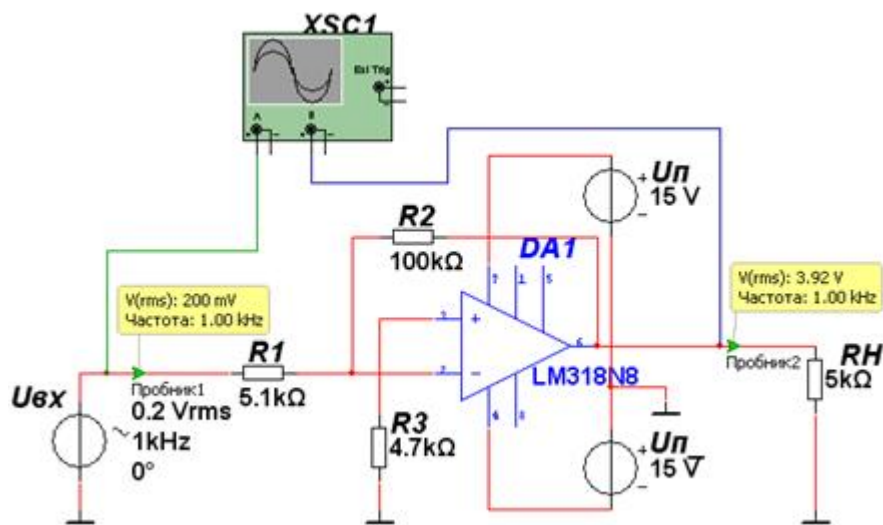 XSC1
Ext Trig
+
−
A
B
+ −
+ −
Uп
+
15 V
−
R2
100kΩ
DA1
7
1
5
V(rms): 200 mV
Частота: 1.00 kHz
V(rms): 3.92 V
Частота: 1.00 kHz
3
+
6
2
−
LM318N8
R1
5.1kΩ
Пробник1
Пробник2
RН
5kΩ
Uвх
0.2 Vrms
1kHz
0°
R3
4.7kΩ
4
8
Uп
+
15 V
−